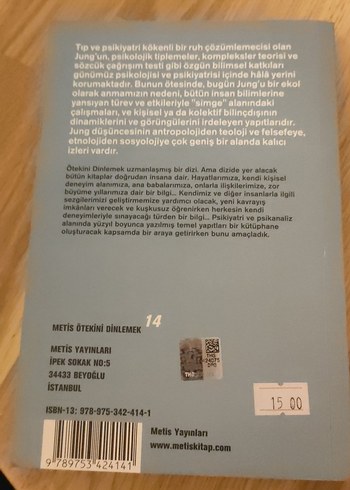 Tıp ve psikiyatri kökenli bir ruh çözümlemecisi olan
Jung'un, psikolojik tiplemeler, kompleksler teorisi ve
sözcük çağrışım testi gibi özgün bilimsel katkıları
günümüz psikolojisi ve psikiyatrisi içinde hâlâ yerini
korumaktadır. Bunun ötesinde, bugün Jung'u bir ekol
olarak anmamızın nedeni, bütün insan bilimlerine
yansıyan türev ve etkileriyle "simge" alanındaki
çalışmaları, ve kişisel ya da kolektif bilinçdışının
dinamiklerini ve görüngülerini irdeleyen yapıtlarıdır.
Jung düşüncesinin antropolojiden teoloji ve felsefeye,
etnolojiden sosyolojiye çok geniş bir alanda kalıcı
izleri vardır.
Ötekini Dinlemek uzmanlaşmış bir dizi. Ama dizide yer alacak
bütün kitaplar doğrudan insana dair. Hayatlarımıza, kendi kişisel
deneyim alanımıza, ana babalarımıza, onlarla ilişkilerimize, zor
büyüme yıllarımıza dair bir bilgi... Kendimiz ve diğer insanlarla ilgili
sezgilerimizi geliştirmemize yardımcı olacak, yeni kavrayış
imkânları verecek ve kuşkusuz öğrenirken herkesin kendi
deneyimleriyle sınayacağı türden bir bilgi... Psikiyatri ve psikanaliz
alanında yüzyıl boyunca yazılmış temel yapıtları bir kütüphane
oluşturacak kapsamda bir araya getirirken bunu amaçladık.
METİS ÖTEKİNİ DİNLEMEK 14
METİS YAYINLARI
İPEK SOKAK NO:5
34433 BEYOĞLU
İSTANBUL
ISBN-13: 978-975-342-414-1
9 789753 424141
Metis Yayınları
www.metiskitap.com
15 00